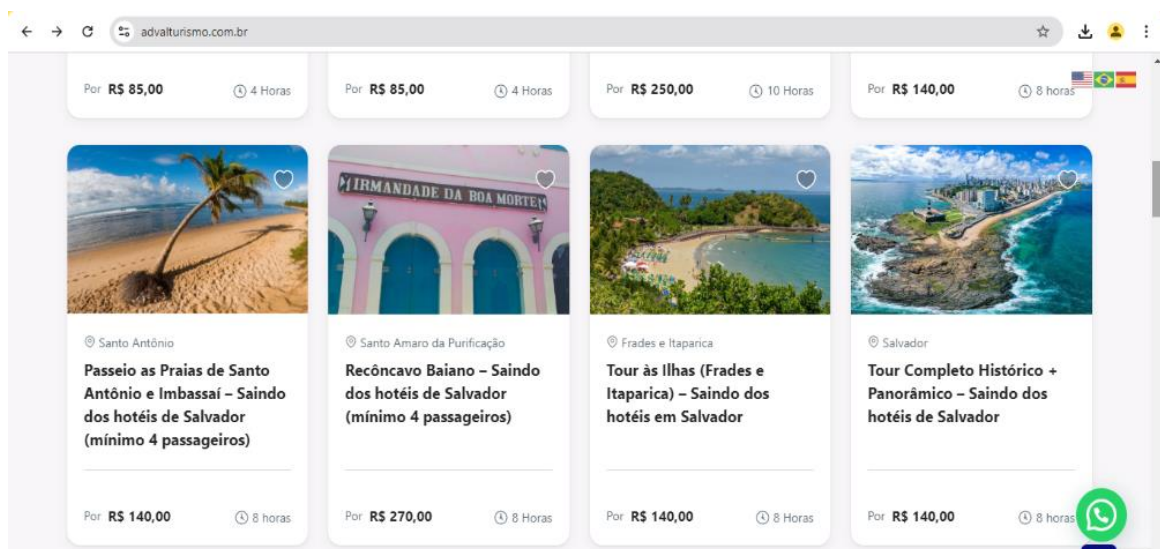 advalturismo.com.br
Por R$ 85,00 4 Horas
Por R$ 85,00 4 Horas
Por R$ 250,00 10 Horas
Por R$ 140,00 8 horas
IRMANDADE DA BOA MORTE
Santo Antônio
Passeio as Praias de Santo
Antônio e Imbassaí – Saindo
dos hotéis de Salvador
(mínimo 4 passageiros)
Por R$ 140,00 8 horas
Santo Amaro da Purificação
Recôncavo Baiano – Saindo
dos hotéis de Salvador
(mínimo 4 passageiros)
Por R$ 270,00 8 Horas
Frades e Itaparica
Tour às Ilhas (Frades e
Itaparica) – Saindo dos
hotéis em Salvador
Por R$ 140,00 8 Horas
Salvador
Tour Completo Histórico +
Panorâmico – Saindo dos
hotéis de Salvador
Por R$ 140,00 8 horas